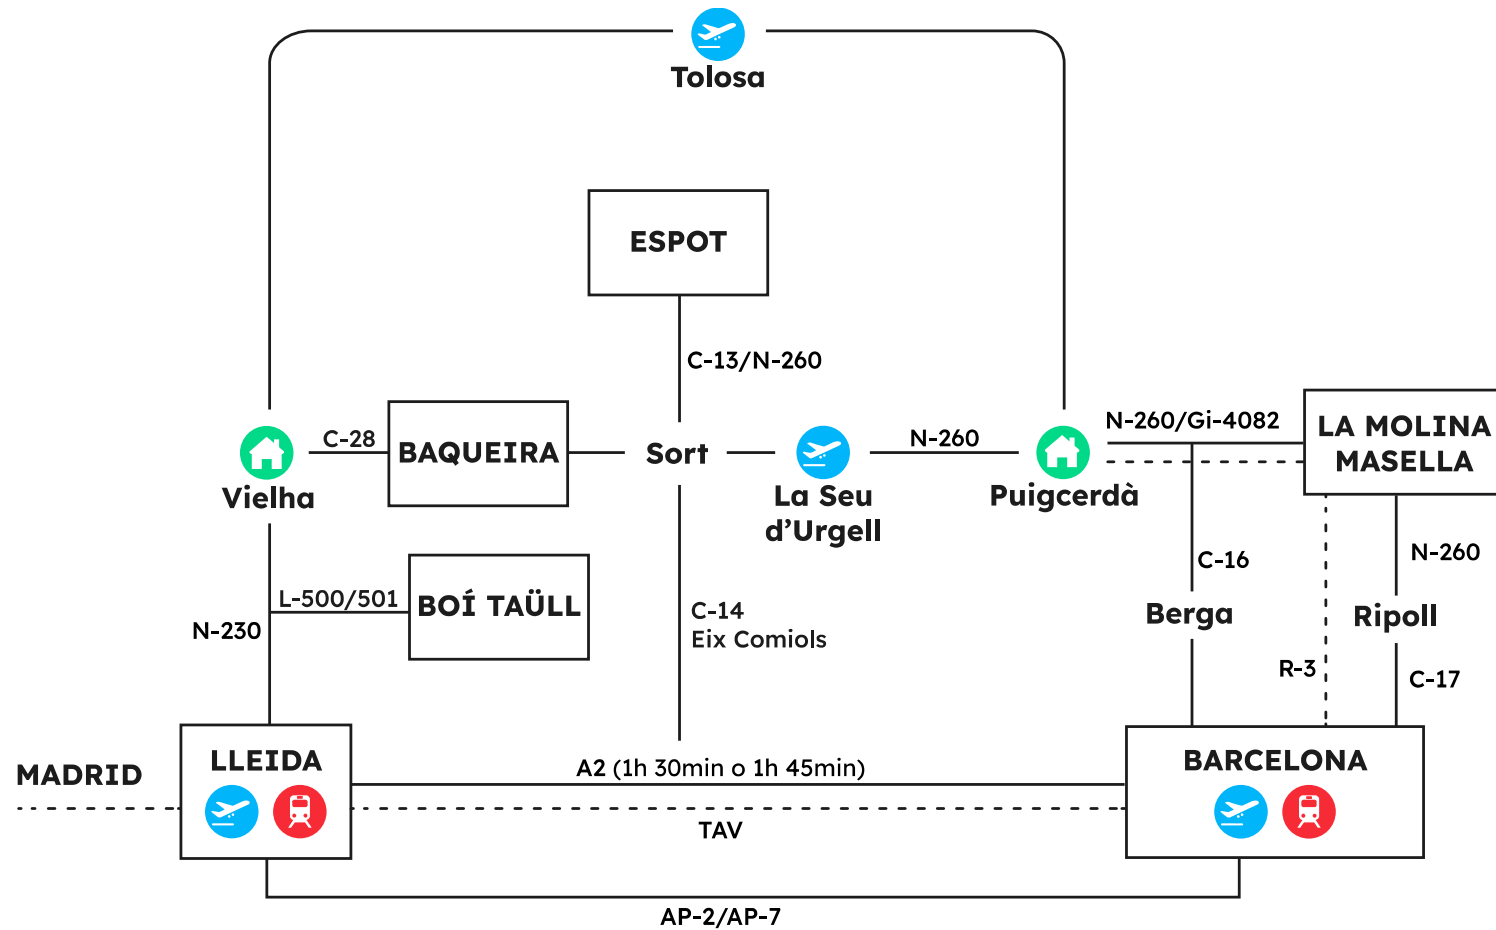 Tolosa
ESPOT
C-13/N-260
C-28
BAQUEIRA
Sort
N-260
N-260/Gi-4082
LA MOLINA
MASELLA
Vielha
La Seu
d’Urgell
Puigcerdà
C-16
N-260
L-500/501
BOÍ TAÜLL
N-230
C-14
Eix Comiols
Berga
Ripoll
R-3
C-17
MADRID
LLEIDA
A2 (1h 30min o 1h 45min)
BARCELONA
TAV
AP-2/AP-7